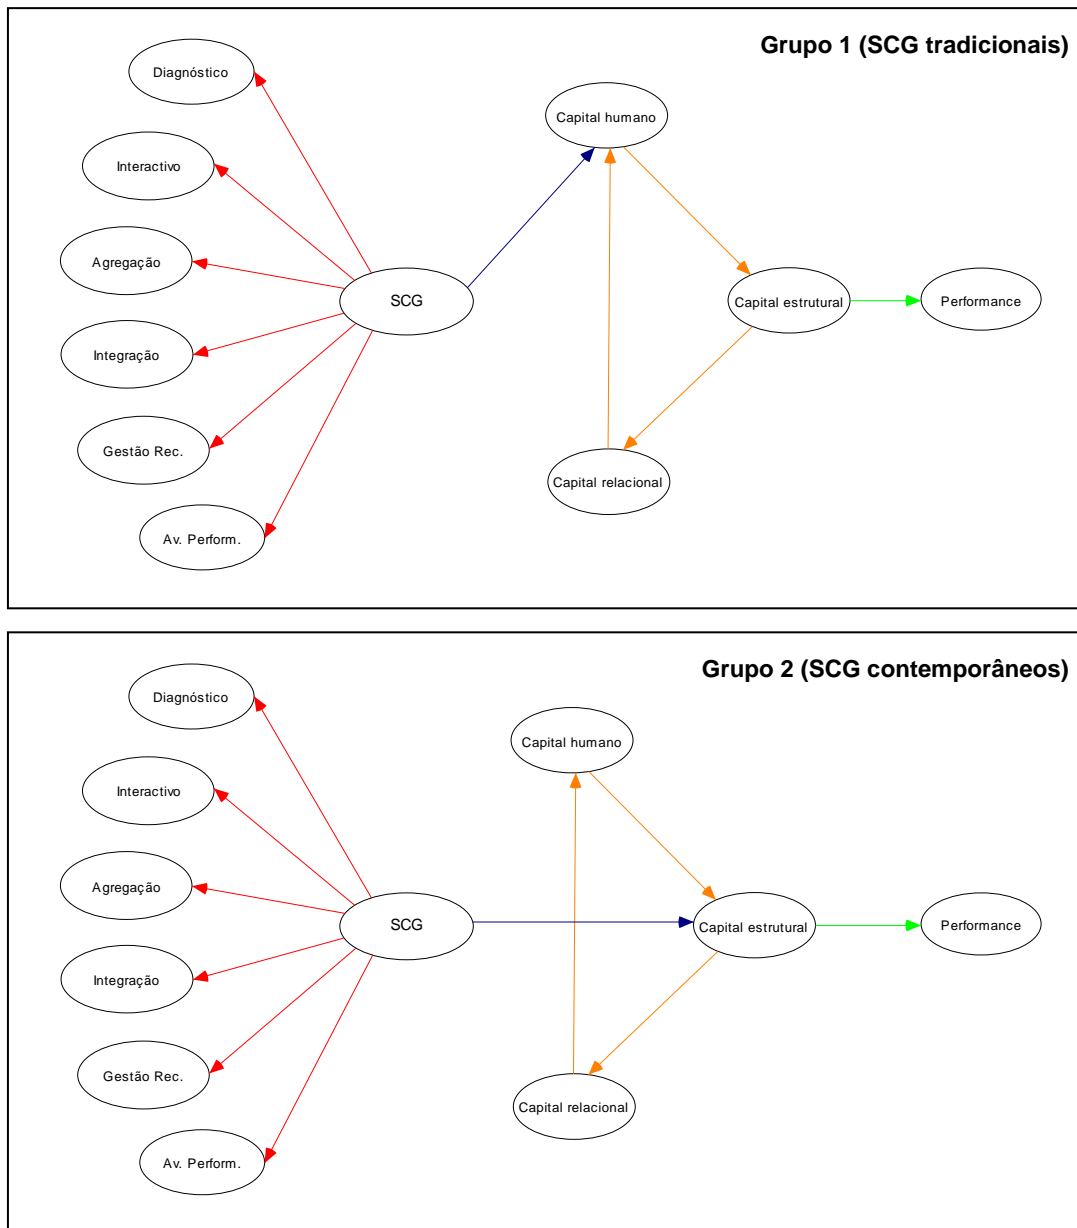 Grupo 1 (SCG tradicionais)
Diagnóstico
Capital humano
Interactivo
Agregação
SCG
Capital estrutural
Performance
Integração
Gestão Rec.
Capital relacional
Av. Perform.
Grupo 2 (SCG contemporâneos)
Diagnóstico
Capital humano
Interactivo
Agregação
SCG
Capital estrutural
Performance
Integração
Gestão Rec.
Capital relacional
Av. Perform.